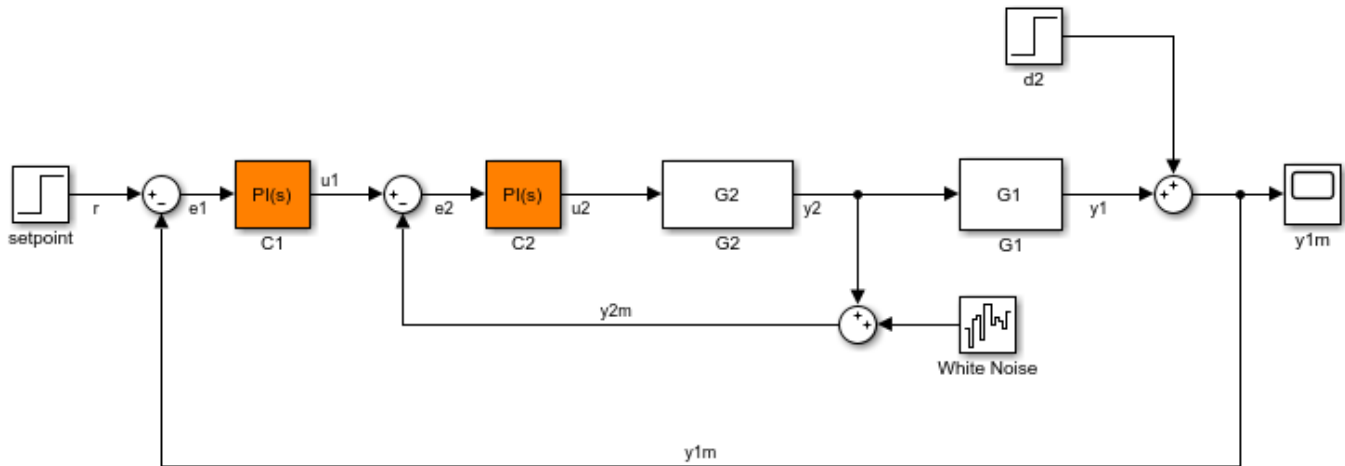 d2
PI(s)
u1
PI(s)
G2
G1
r
e1
e2
u2
y2
y1
setpoint
C1
C2
G2
G1
y1m
y2m
White Noise
y1m